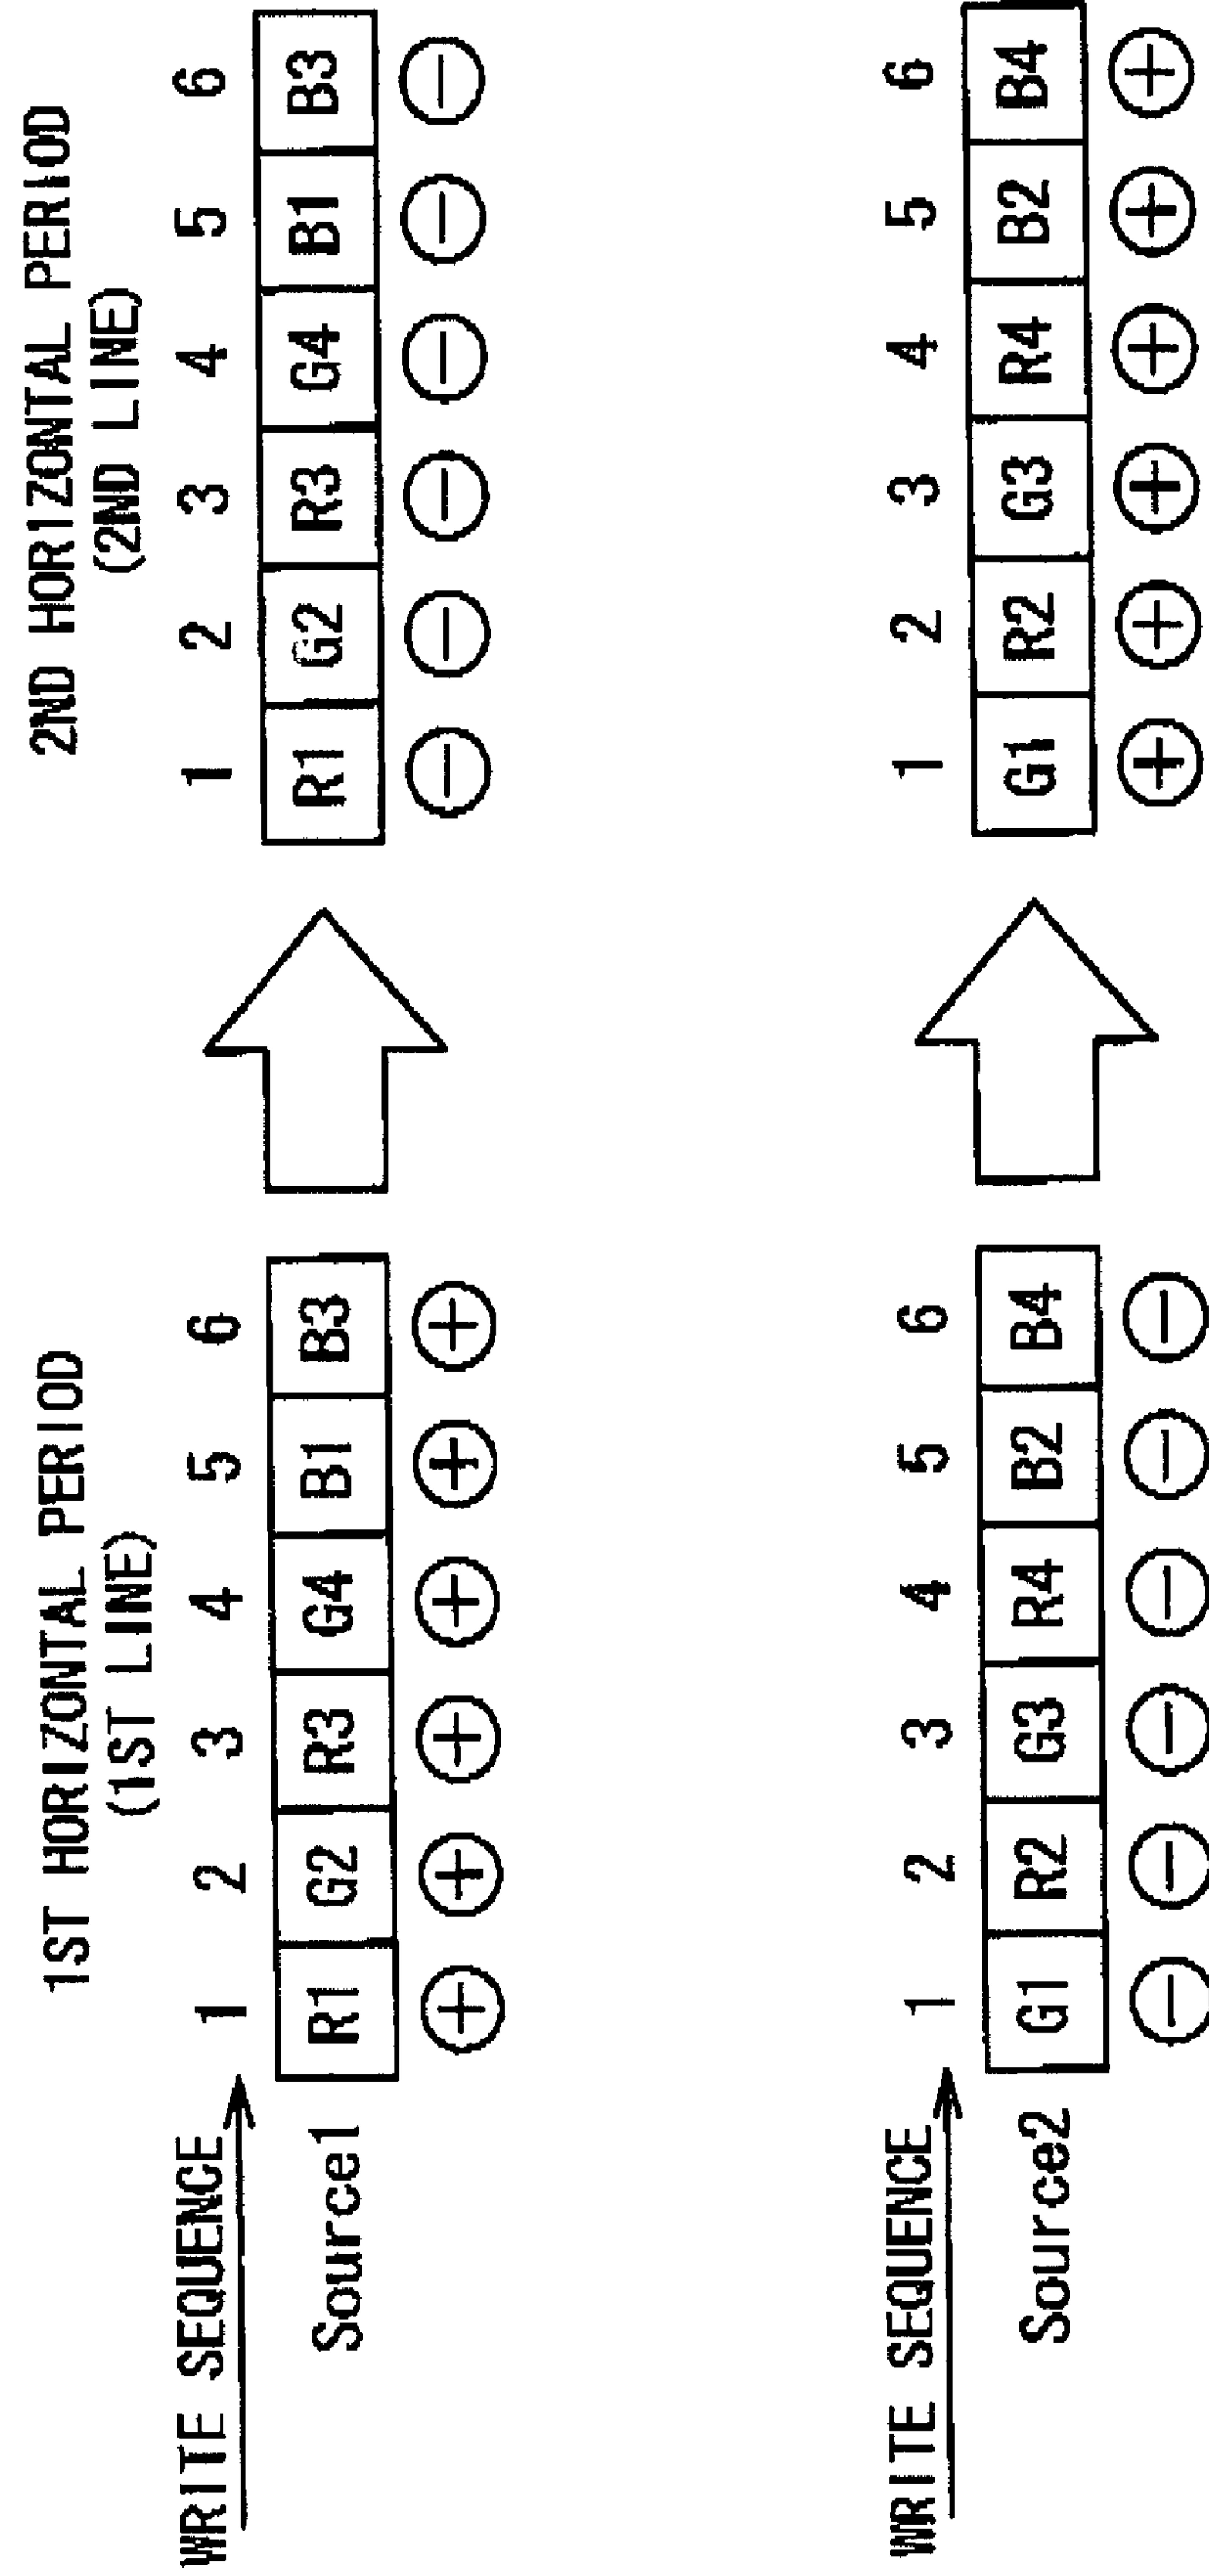 1ST HORIZONTAL PERIOD
(1ST LINE)
2ND HORIZONTAL PERIOD
(2ND LINE)
WRITE SEQUENCE
1 2 3 4 5 6
1 2 3 4 5 6
Source1
R1 G2 R3 G4 B1 B3
R1 G2 R3 G4 B1 B3
+ + + + + +
− − − − − −
WRITE SEQUENCE
1 2 3 4 5 6
1 2 3 4 5 6
Source2
G1 R2 G3 R4 B2 B4
G1 R2 G3 R4 B2 B4
− − − − − −
+ + + + + +